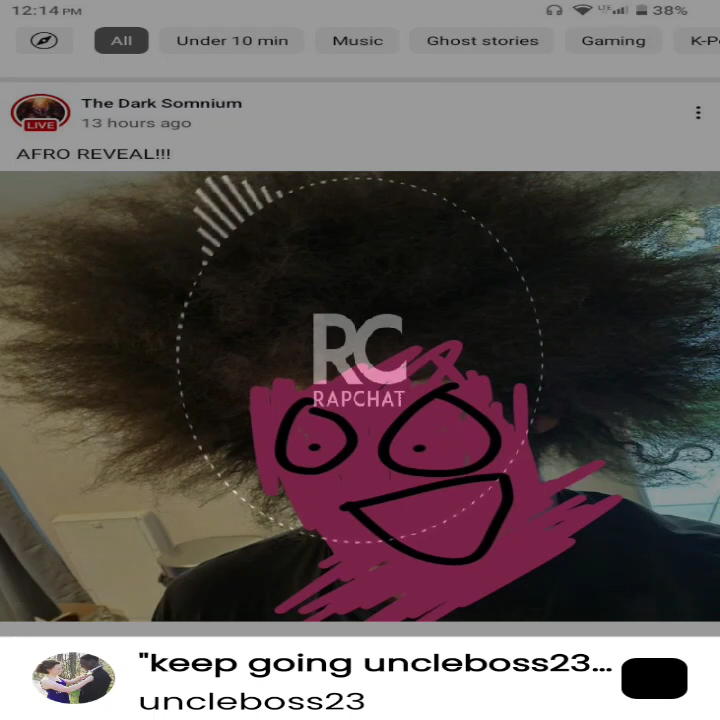 12:14 PM LTE 38%
All Under 10 min Music Ghost stories Gaming K-P
The Dark Somnium
LIVE
13 hours ago
AFRO REVEAL!!!
RC
RAPCHAT
"keep going uncleboss23...
uncleboss23